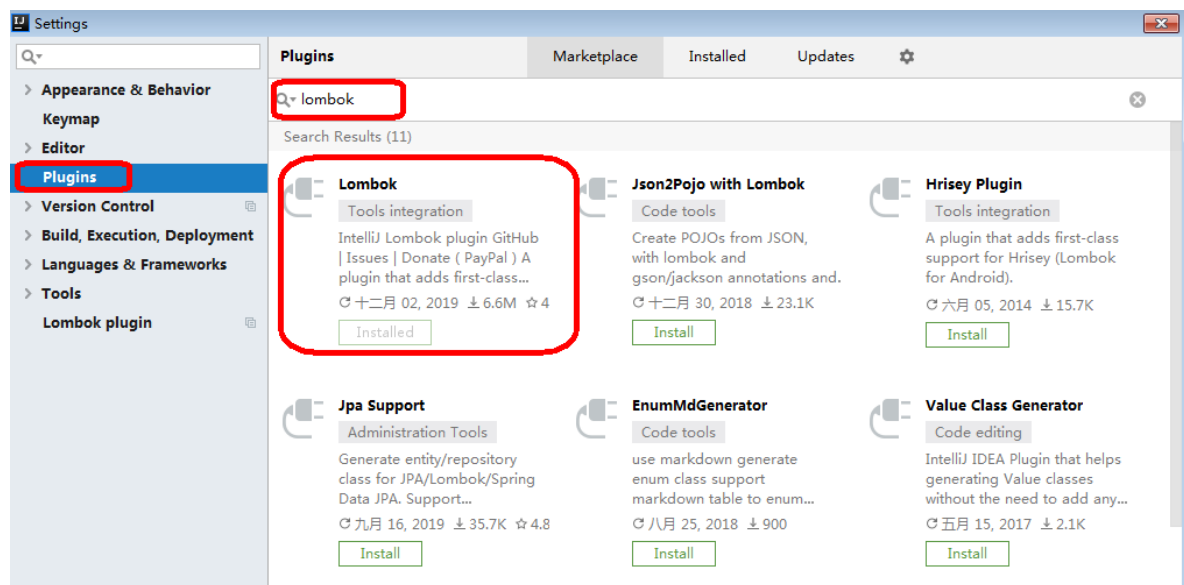 Settings
Appearance & Behavior
Keymap
Editor
Plugins
Version Control
Build, Execution, Deployment
Languages & Frameworks
Tools
Lombok plugin
Plugins
Marketplace
Installed
Updates
lombok
Search Results (11)
Lombok
Tools integration
IntelliJ Lombok plugin GitHub
| Issues | Donate ( PayPal ) A
plugin that adds first-class...
十二月 02, 2019 6.6M 4
Installed
Json2Pojo with Lombok
Code tools
Create POJOs from JSON,
with lombok and
gson/jackson annotations and.
十二月 30, 2018 23.1K
Install
Hrisey Plugin
Tools integration
A plugin that adds first-class
support for Hrisey (Lombok
for Android).
六月 05, 2014 15.7K
Install
Jpa Support
Administration Tools
Generate entity/repository
class for JPA/Lombok/Spring
Data JPA. Support...
九月 16, 2019 35.7K 4.8
Install
EnumMdGenerator
Code tools
use markdown generate
enum class support
markdown table to enum...
八月 25, 2018 900
Install
Value Class Generator
Code editing
IntelliJ IDEA Plugin that helps
generating Value classes
without the need to add any...
五月 15, 2017 2.1K
Install